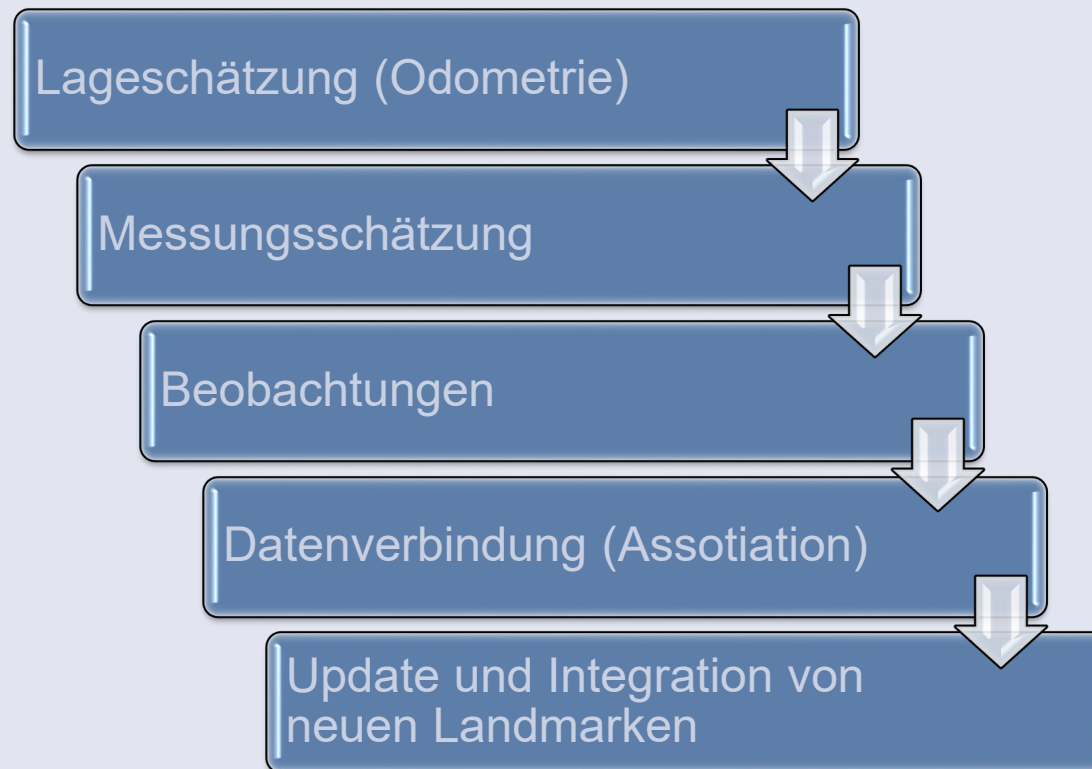 Lageschätzung (Odometrie)
Messungsschätzung
Beobachtungen
Datenverbindung (Assotiation)
Update und Integration von
neuen Landmarken